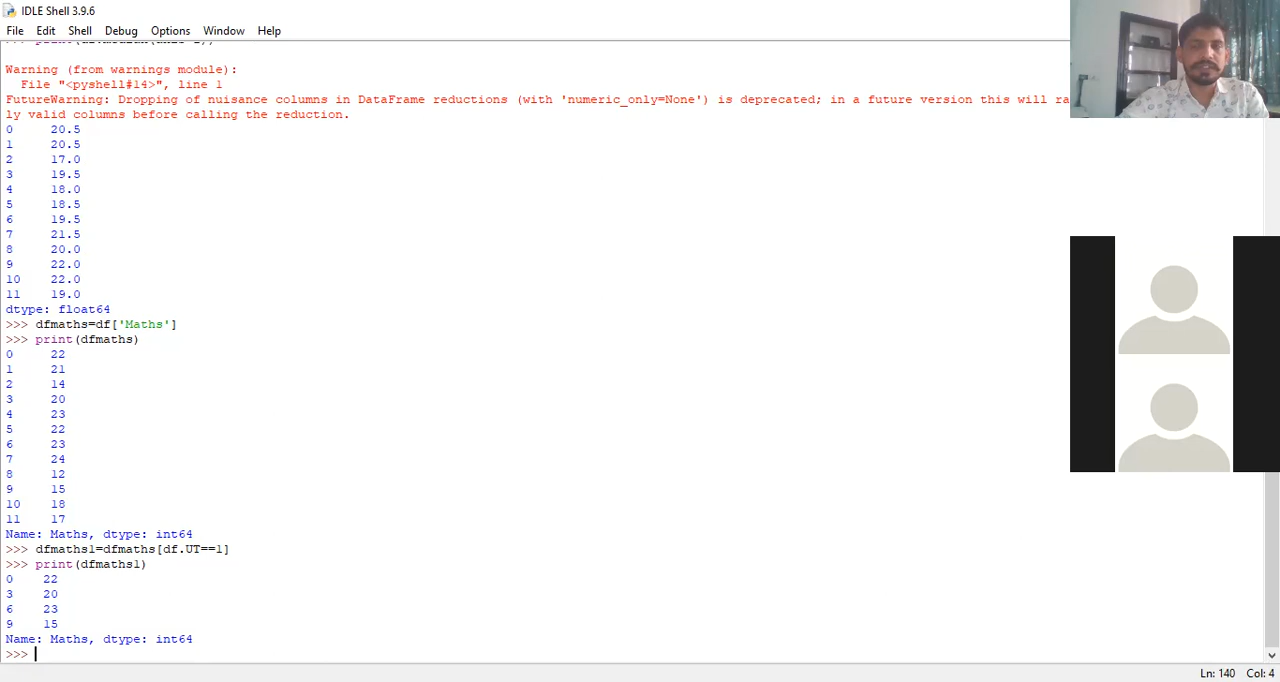 IDLE Shell 3.9.6
File Edit Shell Debug Options Window Help
Warning (from warnings module):
File "<pyshell#14>", line 1
FutureWarning: Dropping of nuisance columns in DataFrame reductions (with 'numeric_only=None') is deprecated; in a future version this will ra
ly valid columns before calling the reduction.
0 20.5
1 20.5
2 17.0
3 19.5
4 18.0
5 18.5
6 19.5
7 21.5
8 20.0
9 22.0
10 22.0
11 19.0
dtype: float64
>>> dfmaths=df['Maths']
>>> print(dfmaths)
0 22
1 21
2 14
3 20
4 23
5 22
6 23
7 24
8 12
9 15
10 18
11 17
Name: Maths, dtype: int64
>>> dfmaths1=dfmaths[df.UT==1]
>>> print(dfmaths1)
0 22
3 20
6 23
9 15
Name: Maths, dtype: int64
>>>
Ln: 140 Col: 4